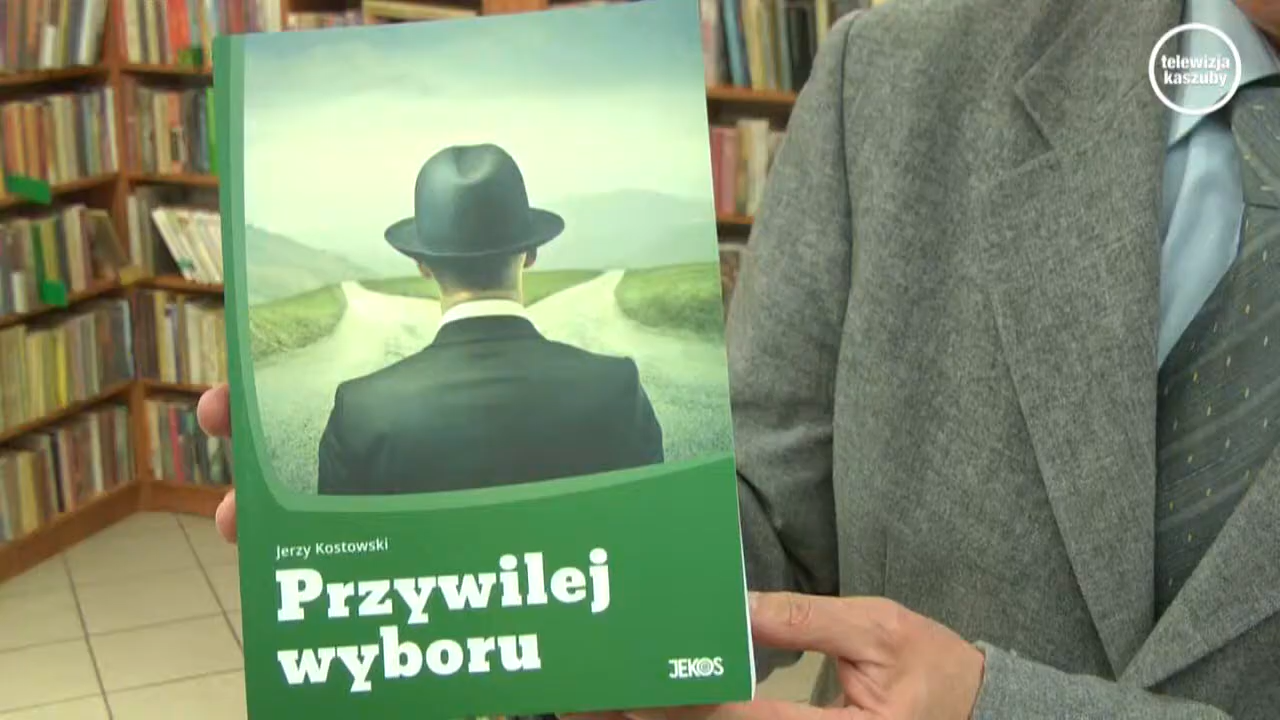 telewizja
kaszuby
Jerzy Kostowski
Przywilej
wyboru
JEKOS